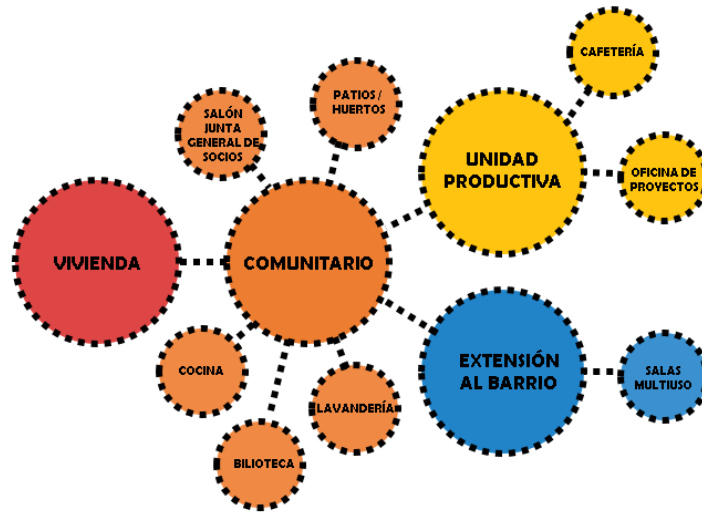 CAFETERÍA
PATIOS /
HUERTOS
SALÓN
JUNTA
GENERAL DE
SOCIOS
UNIDAD
PRODUCTIVA
OFICINA DE
PROYECTOS
VIVIENDA
COMUNITARIO
COCINA
EXTENSIÓN
AL BARRIO
SALAS
MULTIUSO
LAVANDERÍA
BILIOTECA